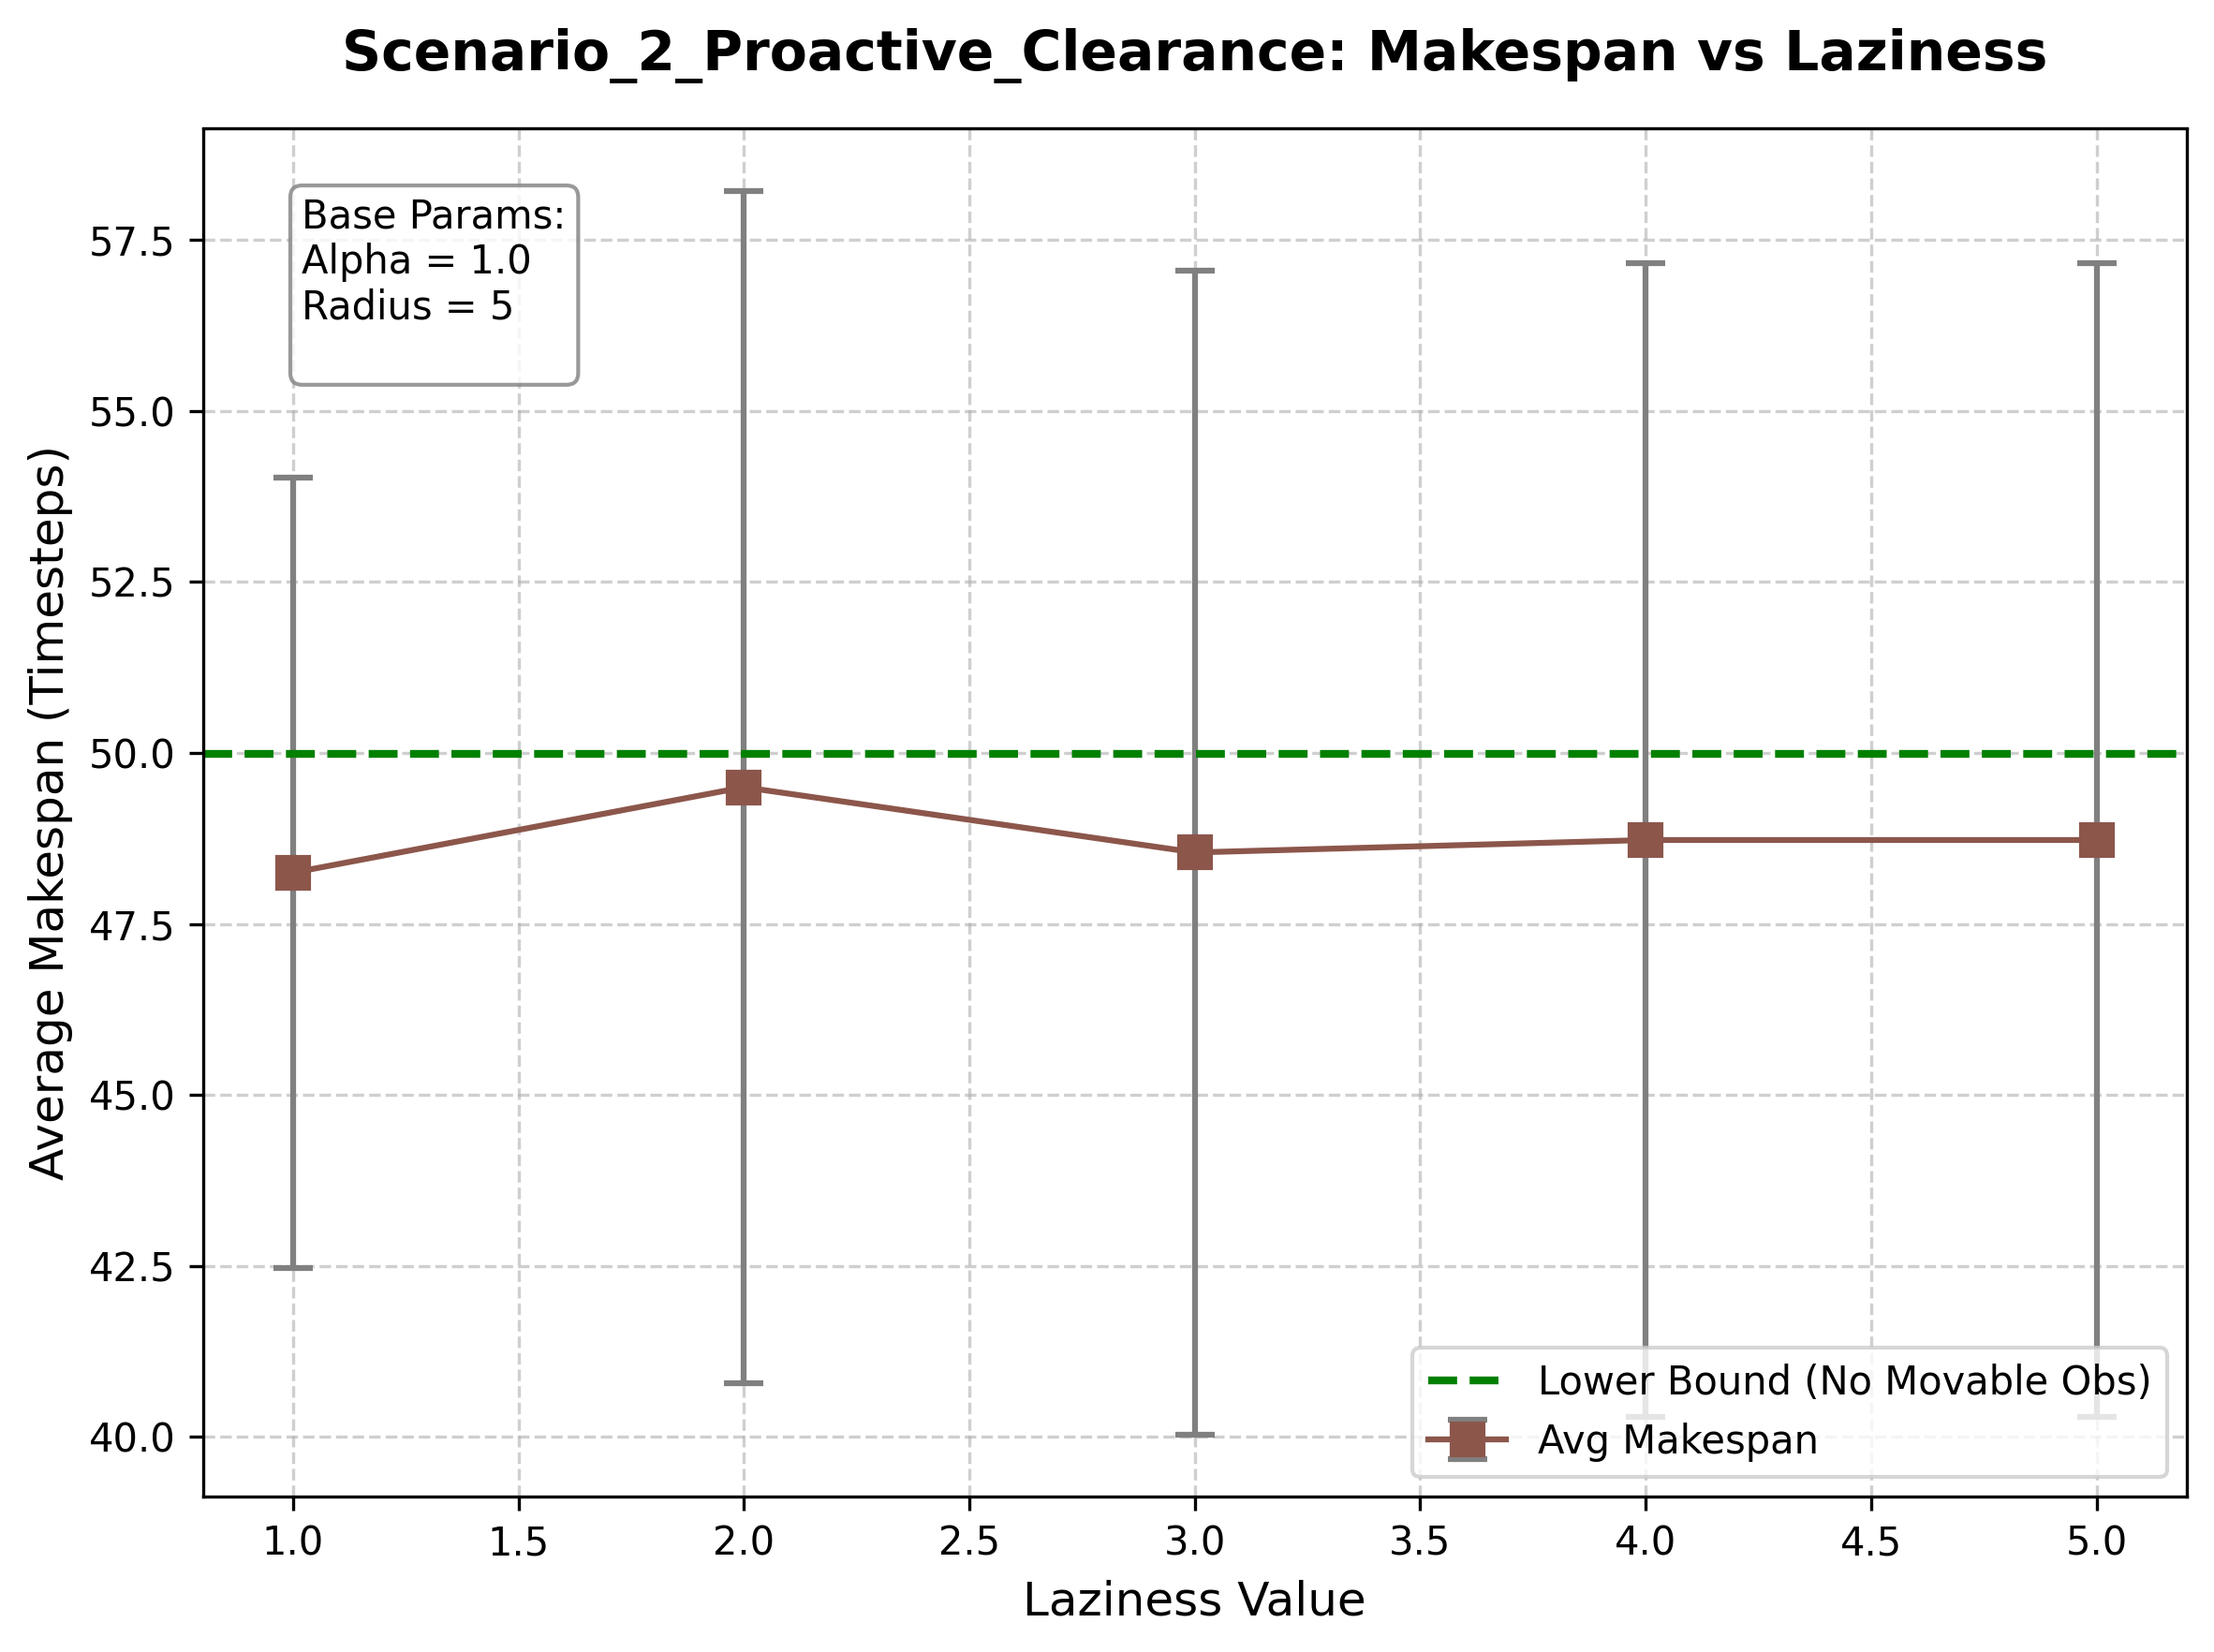 Scenario_2_Proactive_Clearance: Makespan vs Laziness
Base Params:
Alpha = 1.0
Radius = 5
Average Makespan (Timesteps)
57.5
55.0
52.5
50.0
47.5
45.0
42.5
40.0
Lower Bound (No Movable Obs)
Avg Makespan
1.0 1.5 2.0 2.5 3.0 3.5 4.0 4.5 5.0
Laziness Value